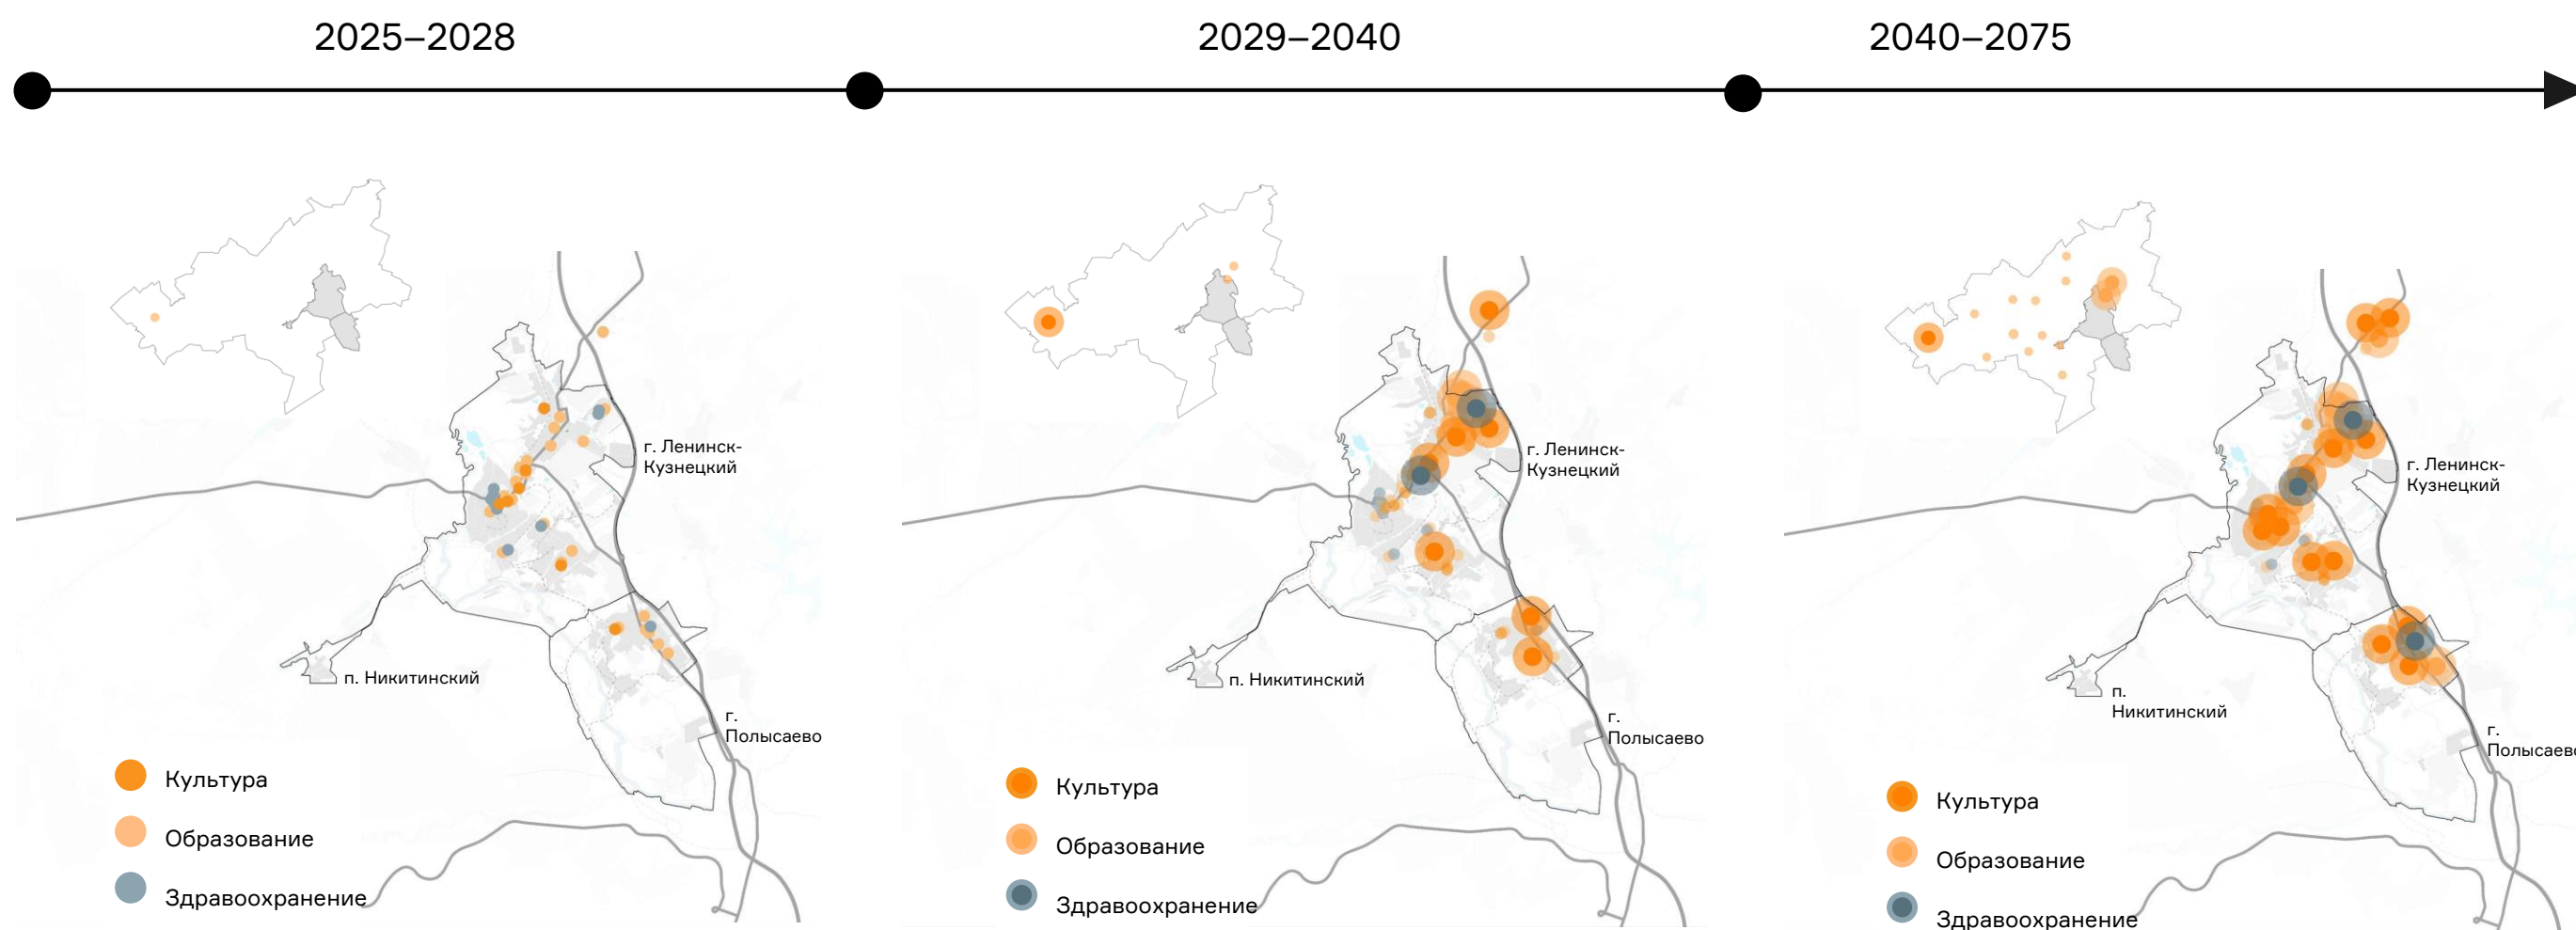 2025–2028
2029–2040
2040–2075
г. Ленинск-
Кузнецкий
п. Никитинский
г.
Полысаево
Культура
Образование
Здравоохранение
г. Ленинск-
Кузнецкий
п. Никитинский
г.
Полысаево
Культура
Образование
Здравоохранение
г. Ленинск-
Кузнецкий
п.
Никитинский
г.
Полысаево
Культура
Образование
Здравоохранение